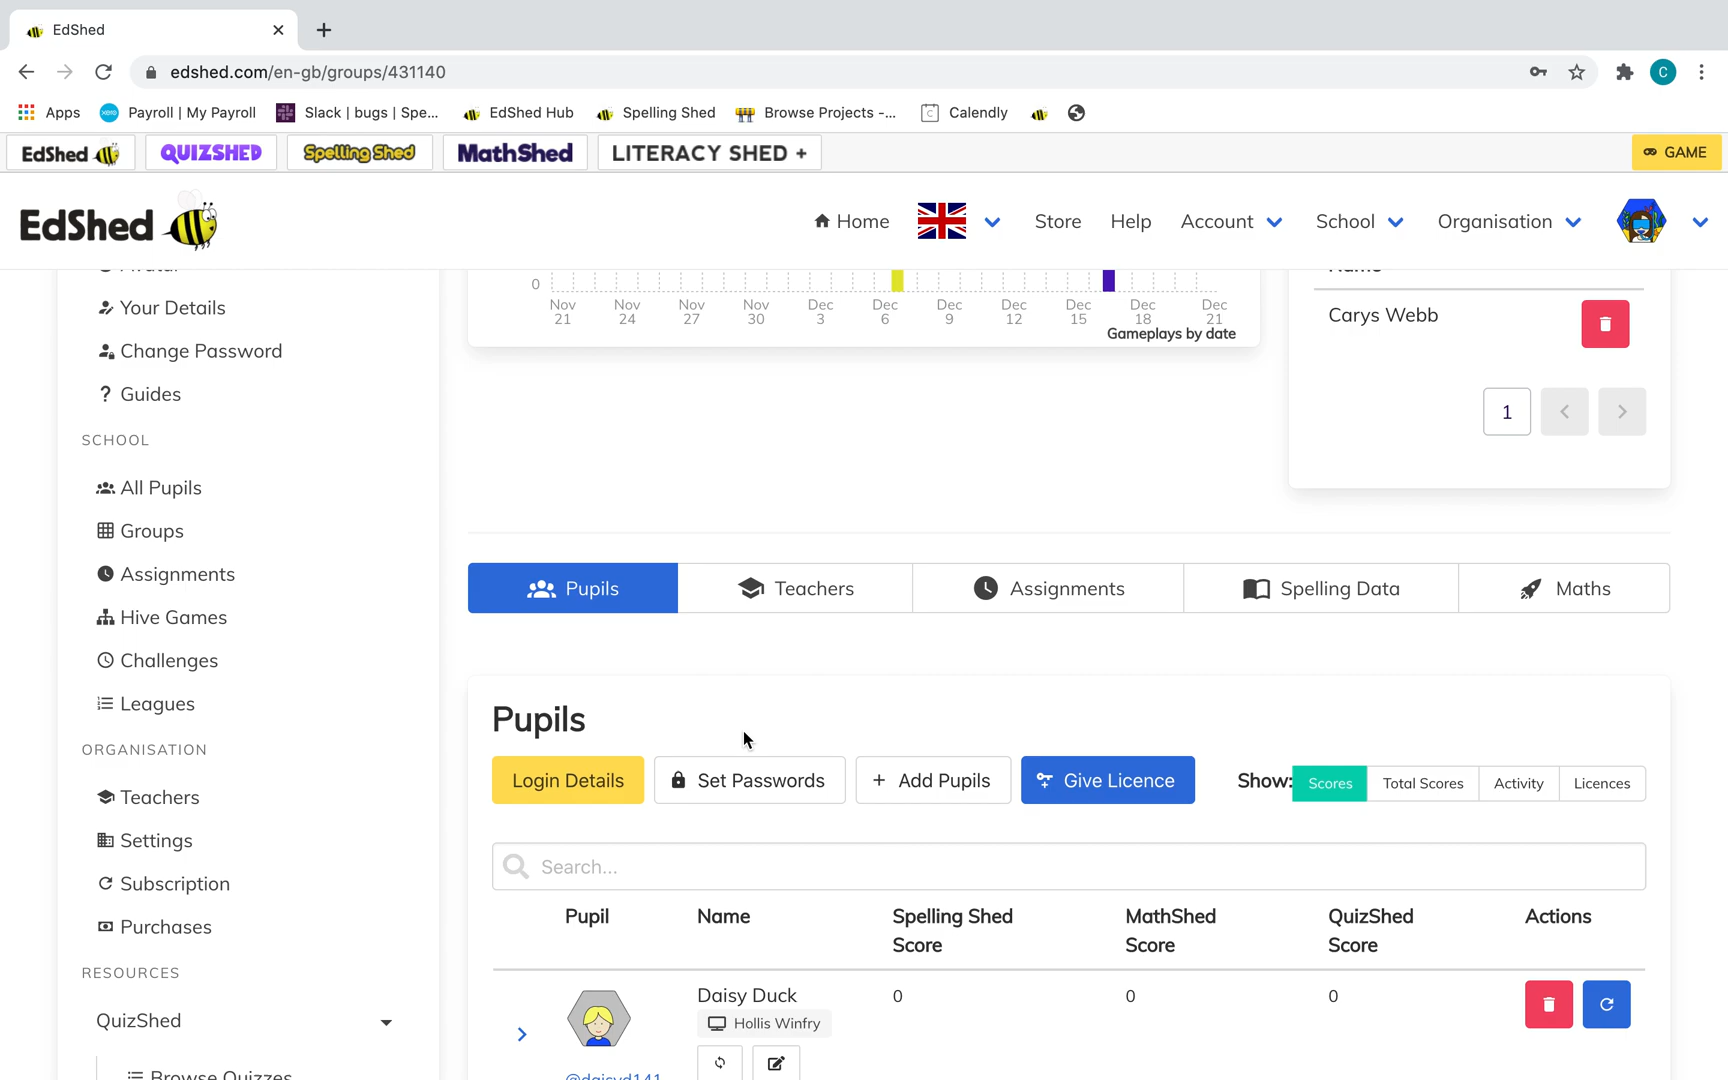 EdShed
edshed.com/en-gb/groups/431140
C
Apps
Payroll | My Payroll
Slack | bugs | Spe...
EdShed Hub
Spelling Shed
Browse Projects -...
Calendly
EdShed
QUIZSHED
Spelling Shed
MathShed
LITERACY SHED +
GAME
EdShed
Home
Store
Help
Account
School
Organisation
Your Details
Change Password
? Guides
SCHOOL
All Pupils
Groups
Assignments
Hive Games
Challenges
Leagues
ORGANISATION
Teachers
Settings
Subscription
Purchases
RESOURCES
QuizShed
Browse Quizzes
0
Nov 21
Nov 24
Nov 27
Nov 30
Dec 3
Dec 6
Dec 9
Dec 12
Dec 15
Dec 18
Dec 21
Gameplays by date
Name
Carys Webb
1
Pupils
Teachers
Assignments
Spelling Data
Maths
Pupils
Login Details
Set Passwords
+ Add Pupils
Give Licence
Show:
Scores
Total Scores
Activity
Licences
Search...
Pupil
Name
Spelling Shed Score
MathShed Score
QuizShed Score
Actions
Daisy Duck
0
0
0
Hollis Winfry
@daisyd141